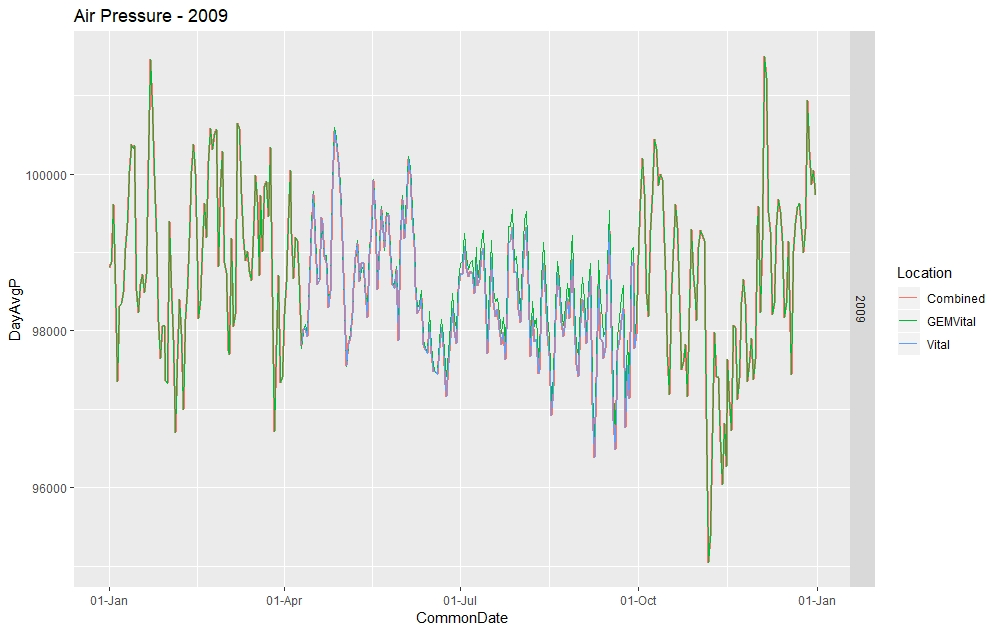 Air Pressure - 2009
DayAvgP
100000
98000
96000
01-Jan
01-Apr
01-Jul
01-Oct
01-Jan
CommonDate
2009
Location
Combined
GEMVital
Vital